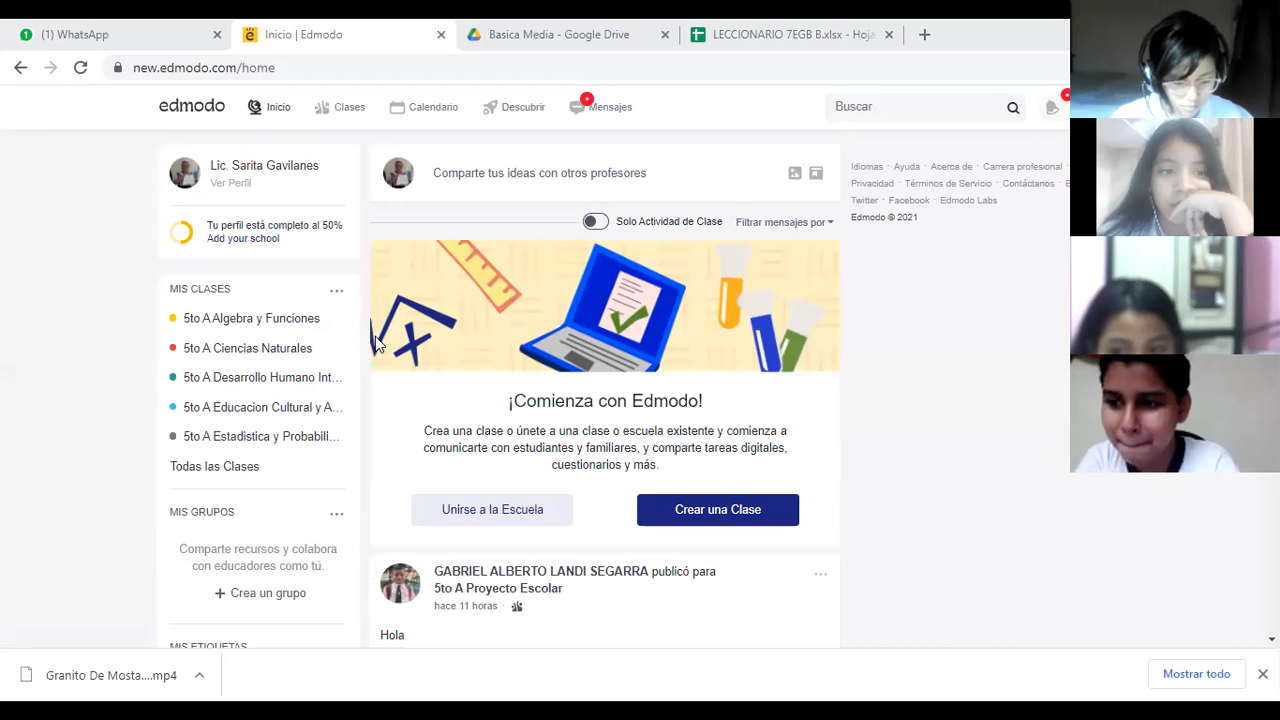 (1) WhatsApp
Inicio | Edmodo
Basica Media - Google Drive
LECCIONARIO 7EGB B.xlsx - Hoja
new.edmodo.com/home
edmodo
Inicio
Clases
Calendario
Descubrir
Mensajes
Buscar
Lic. Sarita Gavilanes
Ver Perfil
Tu perfil está completo al 50%
Add your school
MIS CLASES
5to A Algebra y Funciones
5to A Ciencias Naturales
5to A Desarrollo Humano Int...
5to A Educacion Cultural y A...
5to A Estadistica y Probabili...
Todas las Clases
MIS GRUPOS
Comparte recursos y colabora
con educadores como tú.
+ Crea un grupo
MIS ETIQUETAS
Comparte tus ideas con otros profesores
Solo Actividad de Clase
Filtrar mensajes por
¡Comienza con Edmodo!
Crea una clase o únete a una clase o escuela existente y comienza a
comunicarte con estudiantes y familiares, y comparte tareas digitales,
cuestionarios y más.
Unirse a la Escuela
Crear una Clase
GABRIEL ALBERTO LANDI SEGARRA publicó para
5to A Proyecto Escolar
hace 11 horas ·
Hola
Idiomas · Ayuda · Acerca de · Carrera profesional ·
Privacidad · Términos de Servicio · Contáctanos ·
Twitter · Facebook · Edmodo Labs
Edmodo © 2021
Granito De Mosta....mp4
Mostrar todo